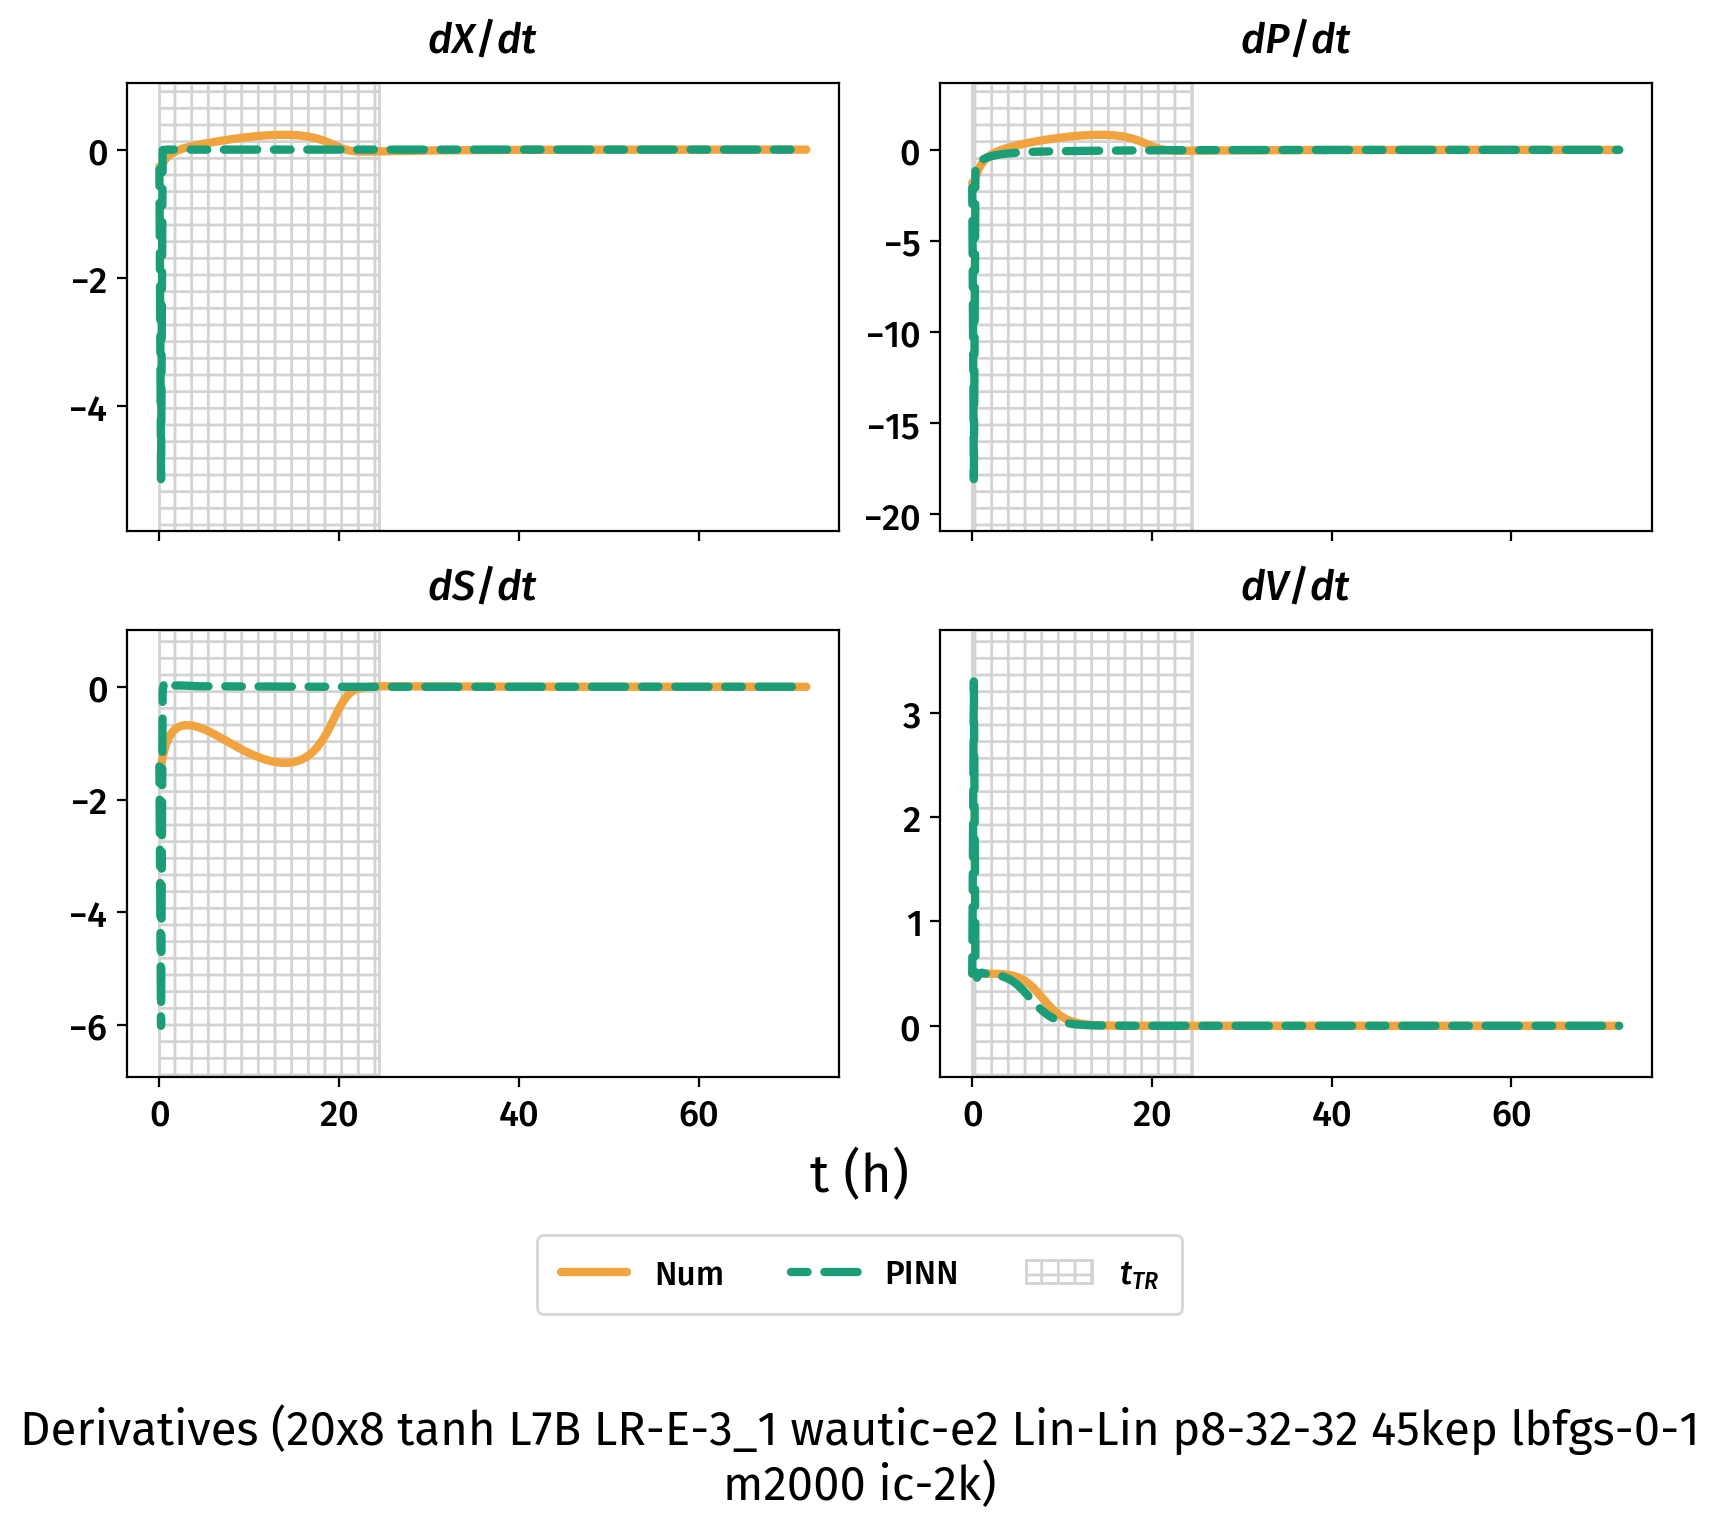 dX/dt
dP/dt
0
−2
−4
0
−5
−10
−15
−20
dS/dt
dV/dt
0
−2
−4
−6
3
2
1
0
0 20 40 60
0 20 40 60
t (h)
Num PINN t_TR
Derivatives (20x8 tanh L7B LR-E-3_1 wautic-e2 Lin-Lin p8-32-32 45kep lbfgs-0-1
m2000 ic-2k)